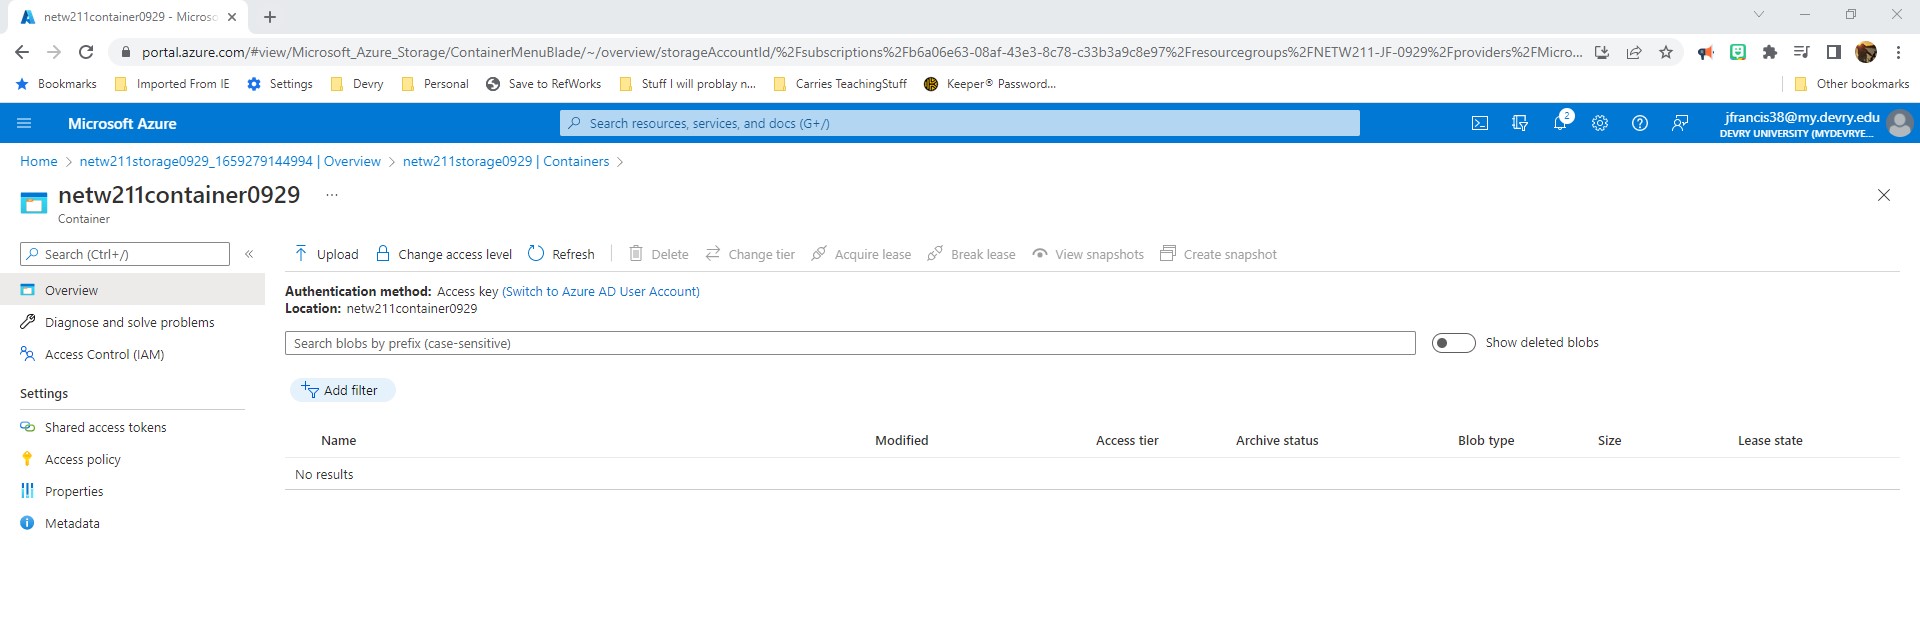 netw211container0929 - Microso
portal.azure.com/#view/Microsoft_Azure_Storage/ContainerMenuBlade/~/overview/storageAccountId/%2Fsubscriptions%2Fb6a06e63-08af-43e3-8c78-c33b3a9c8e97%2Fresourcegroups%2FNETW211-JF-0929%2Fproviders%2FMicro...
Bookmarks Imported From IE Settings Devry Personal Save to RefWorks Stuff I will problay n... Carries TeachingStuff Keeper® Password... Other bookmarks
Microsoft Azure
Search resources, services, and docs (G+/)
2
jfrancis38@my.devry.edu
DEVRY UNIVERSITY (MYDEVRYE...
Home > netw211storage0929_1659279144994 | Overview > netw211storage0929 | Containers >
netw211container0929 ...
Container
Search (Ctrl+/) «
Upload Change access level Refresh Delete Change tier Acquire lease Break lease View snapshots Create snapshot
Overview
Diagnose and solve problems
Access Control (IAM)
Settings
Shared access tokens
Access policy
Properties
Metadata
Authentication method: Access key (Switch to Azure AD User Account)
Location: netw211container0929
Search blobs by prefix (case-sensitive)
Show deleted blobs
Add filter
Name Modified Access tier Archive status Blob type Size Lease state
No results